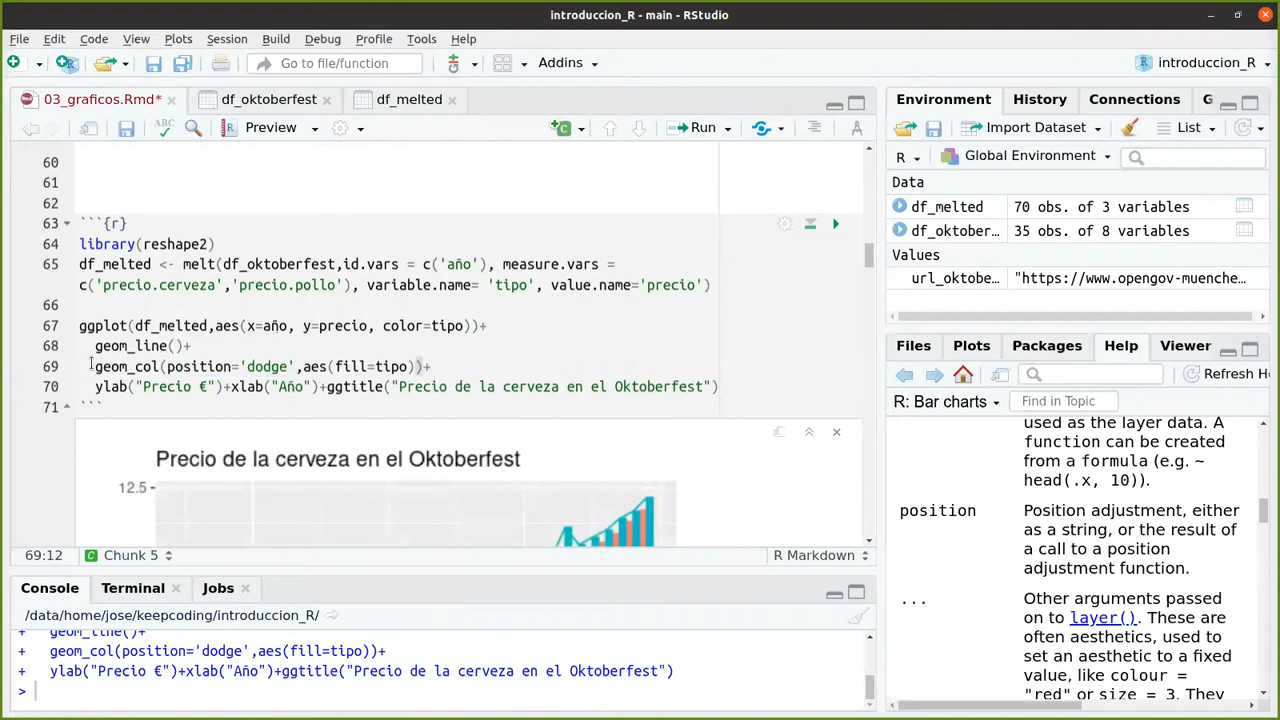 introduccion_R - main - RStudio
File Edit Code View Plots Session Build Debug Profile Tools Help
Go to file/function
Addins
introduccion_R
03_graficos.Rmd*
df_oktoberfest
df_melted
ABC
Preview
Run
60
61
62
63 ```{r}
64 library(reshape2)
65 df_melted <- melt(df_oktoberfest,id.vars = c('año'), measure.vars =
c('precio.cerveza','precio.pollo'), variable.name= 'tipo', value.name='precio')
66
67 ggplot(df_melted,aes(x=año, y=precio, color=tipo))+
68 geom_line()+
69 geom_col(position='dodge',aes(fill=tipo))+
70 ylab("Precio €")+xlab("Año")+ggtitle("Precio de la cerveza en el Oktoberfest")
71 ```
Precio de la cerveza en el Oktoberfest
12.5
69:12
Chunk 5
R Markdown
Console Terminal Jobs
/data/home/jose/keepcoding/introduccion_R/
+ geom_line()+
+ geom_col(position='dodge',aes(fill=tipo))+
+ ylab("Precio €")+xlab("Año")+ggtitle("Precio de la cerveza en el Oktoberfest")
>
Environment History Connections G
Import Dataset
List
R
Global Environment
Data
df_melted 70 obs. of 3 variables
df_oktober… 35 obs. of 8 variables
Values
url_oktobe… "https://www.opengov-muenche…
Files Plots Packages Help Viewer
Refresh H
R: Bar charts
Find in Topic
used as the layer data. A
function can be created
from a formula (e.g. ~
head(.x, 10)).
position Position adjustment, either
as a string, or the result of
a call to a position
adjustment function.
... Other arguments passed
on to layer(). These are
often aesthetics, used to
set an aesthetic to a fixed
value, like colour =
"red" or size = 3. They